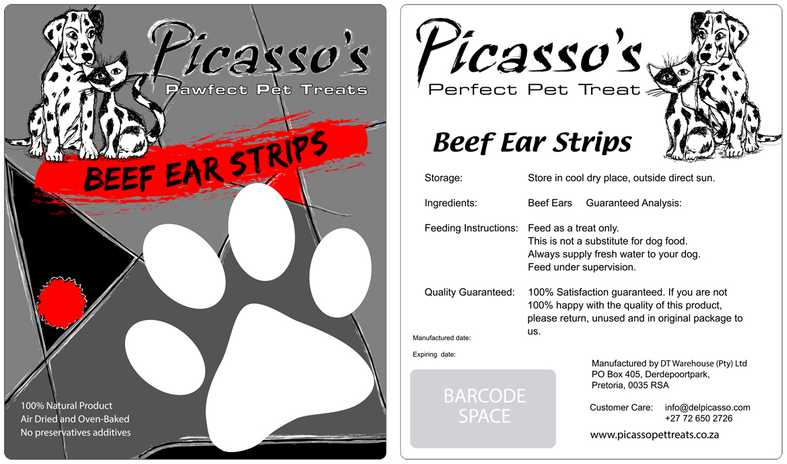 Picasso's
Pawfect Pet Treats
BEEF EAR STRIPS
100% Natural Product
Air Dried and Oven-Baked
No preservatives additives
Picasso's
Perfect Pet Treat
Beef Ear Strips
Storage: Store in cool dry place, outside direct sun.
Ingredients: Beef Ears Guaranteed Analysis:
Feeding Instructions: Feed as a treat only.
This is not a substitute for dog food.
Always supply fresh water to your dog.
Feed under supervision.
Quality Guaranteed: 100% Satisfaction guaranteed. If you are not
100% happy with the quality of this product,
please return, unused and in original package to
us.
Manufactured date:
Expiring date:
BARCODE
SPACE
Manufactured by DT Warehouse (Pty) Ltd
PO Box 405, Derdepoortpark,
Pretoria, 0035 RSA
Customer Care: info@delpicasso.com
+27 72 650 2726
www.picassopettreats.co.za